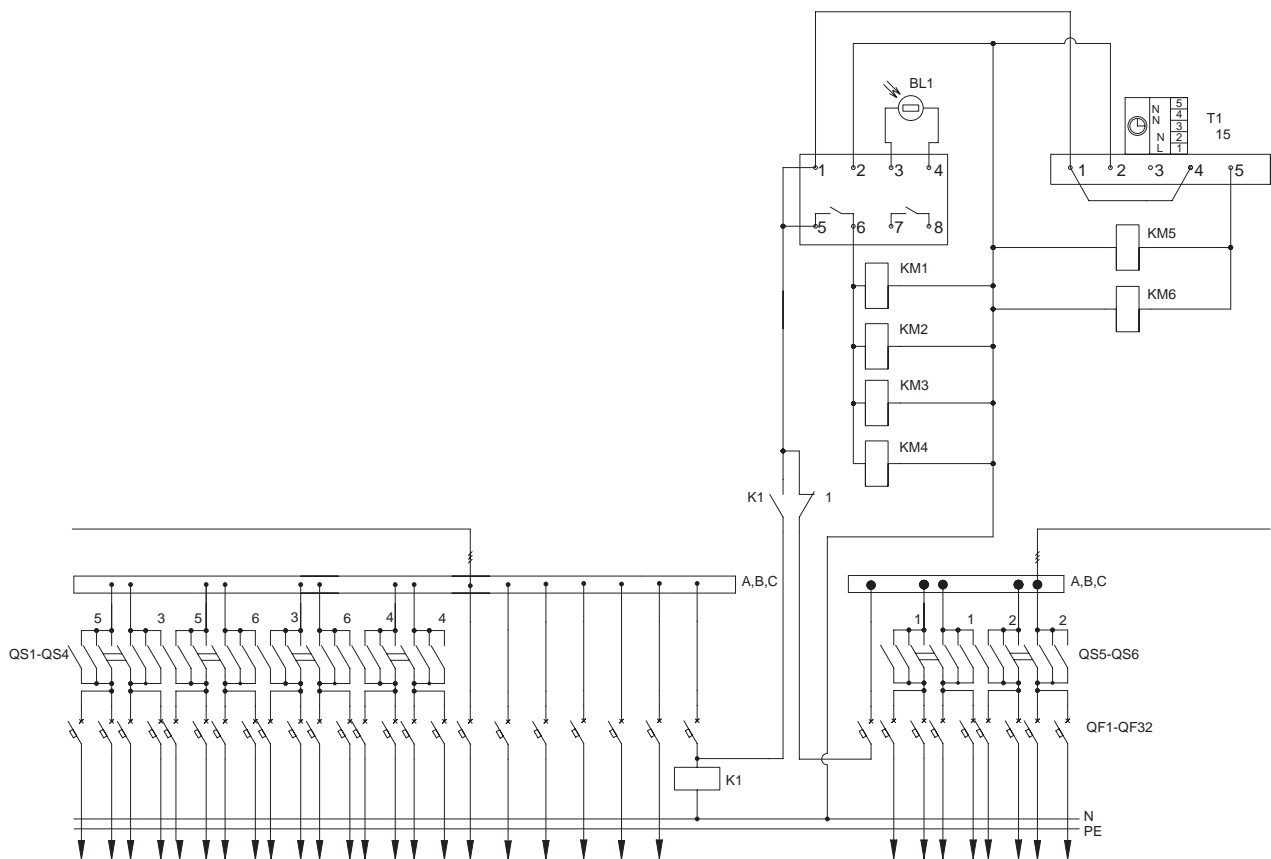 BL1
N 5
N 4
3
N 2
L 1
T1
15
1 2 3 4
1 2 3 4 5
5 6 7 8
KM5
KM1
KM6
KM2
KM3
KM4
K1 1
A,B,C A,B,C
5 3 5 6 3 6 4 4
1 1 2 2
QS1-QS4 QS5-QS6
QF1-QF32
K1
N
PE